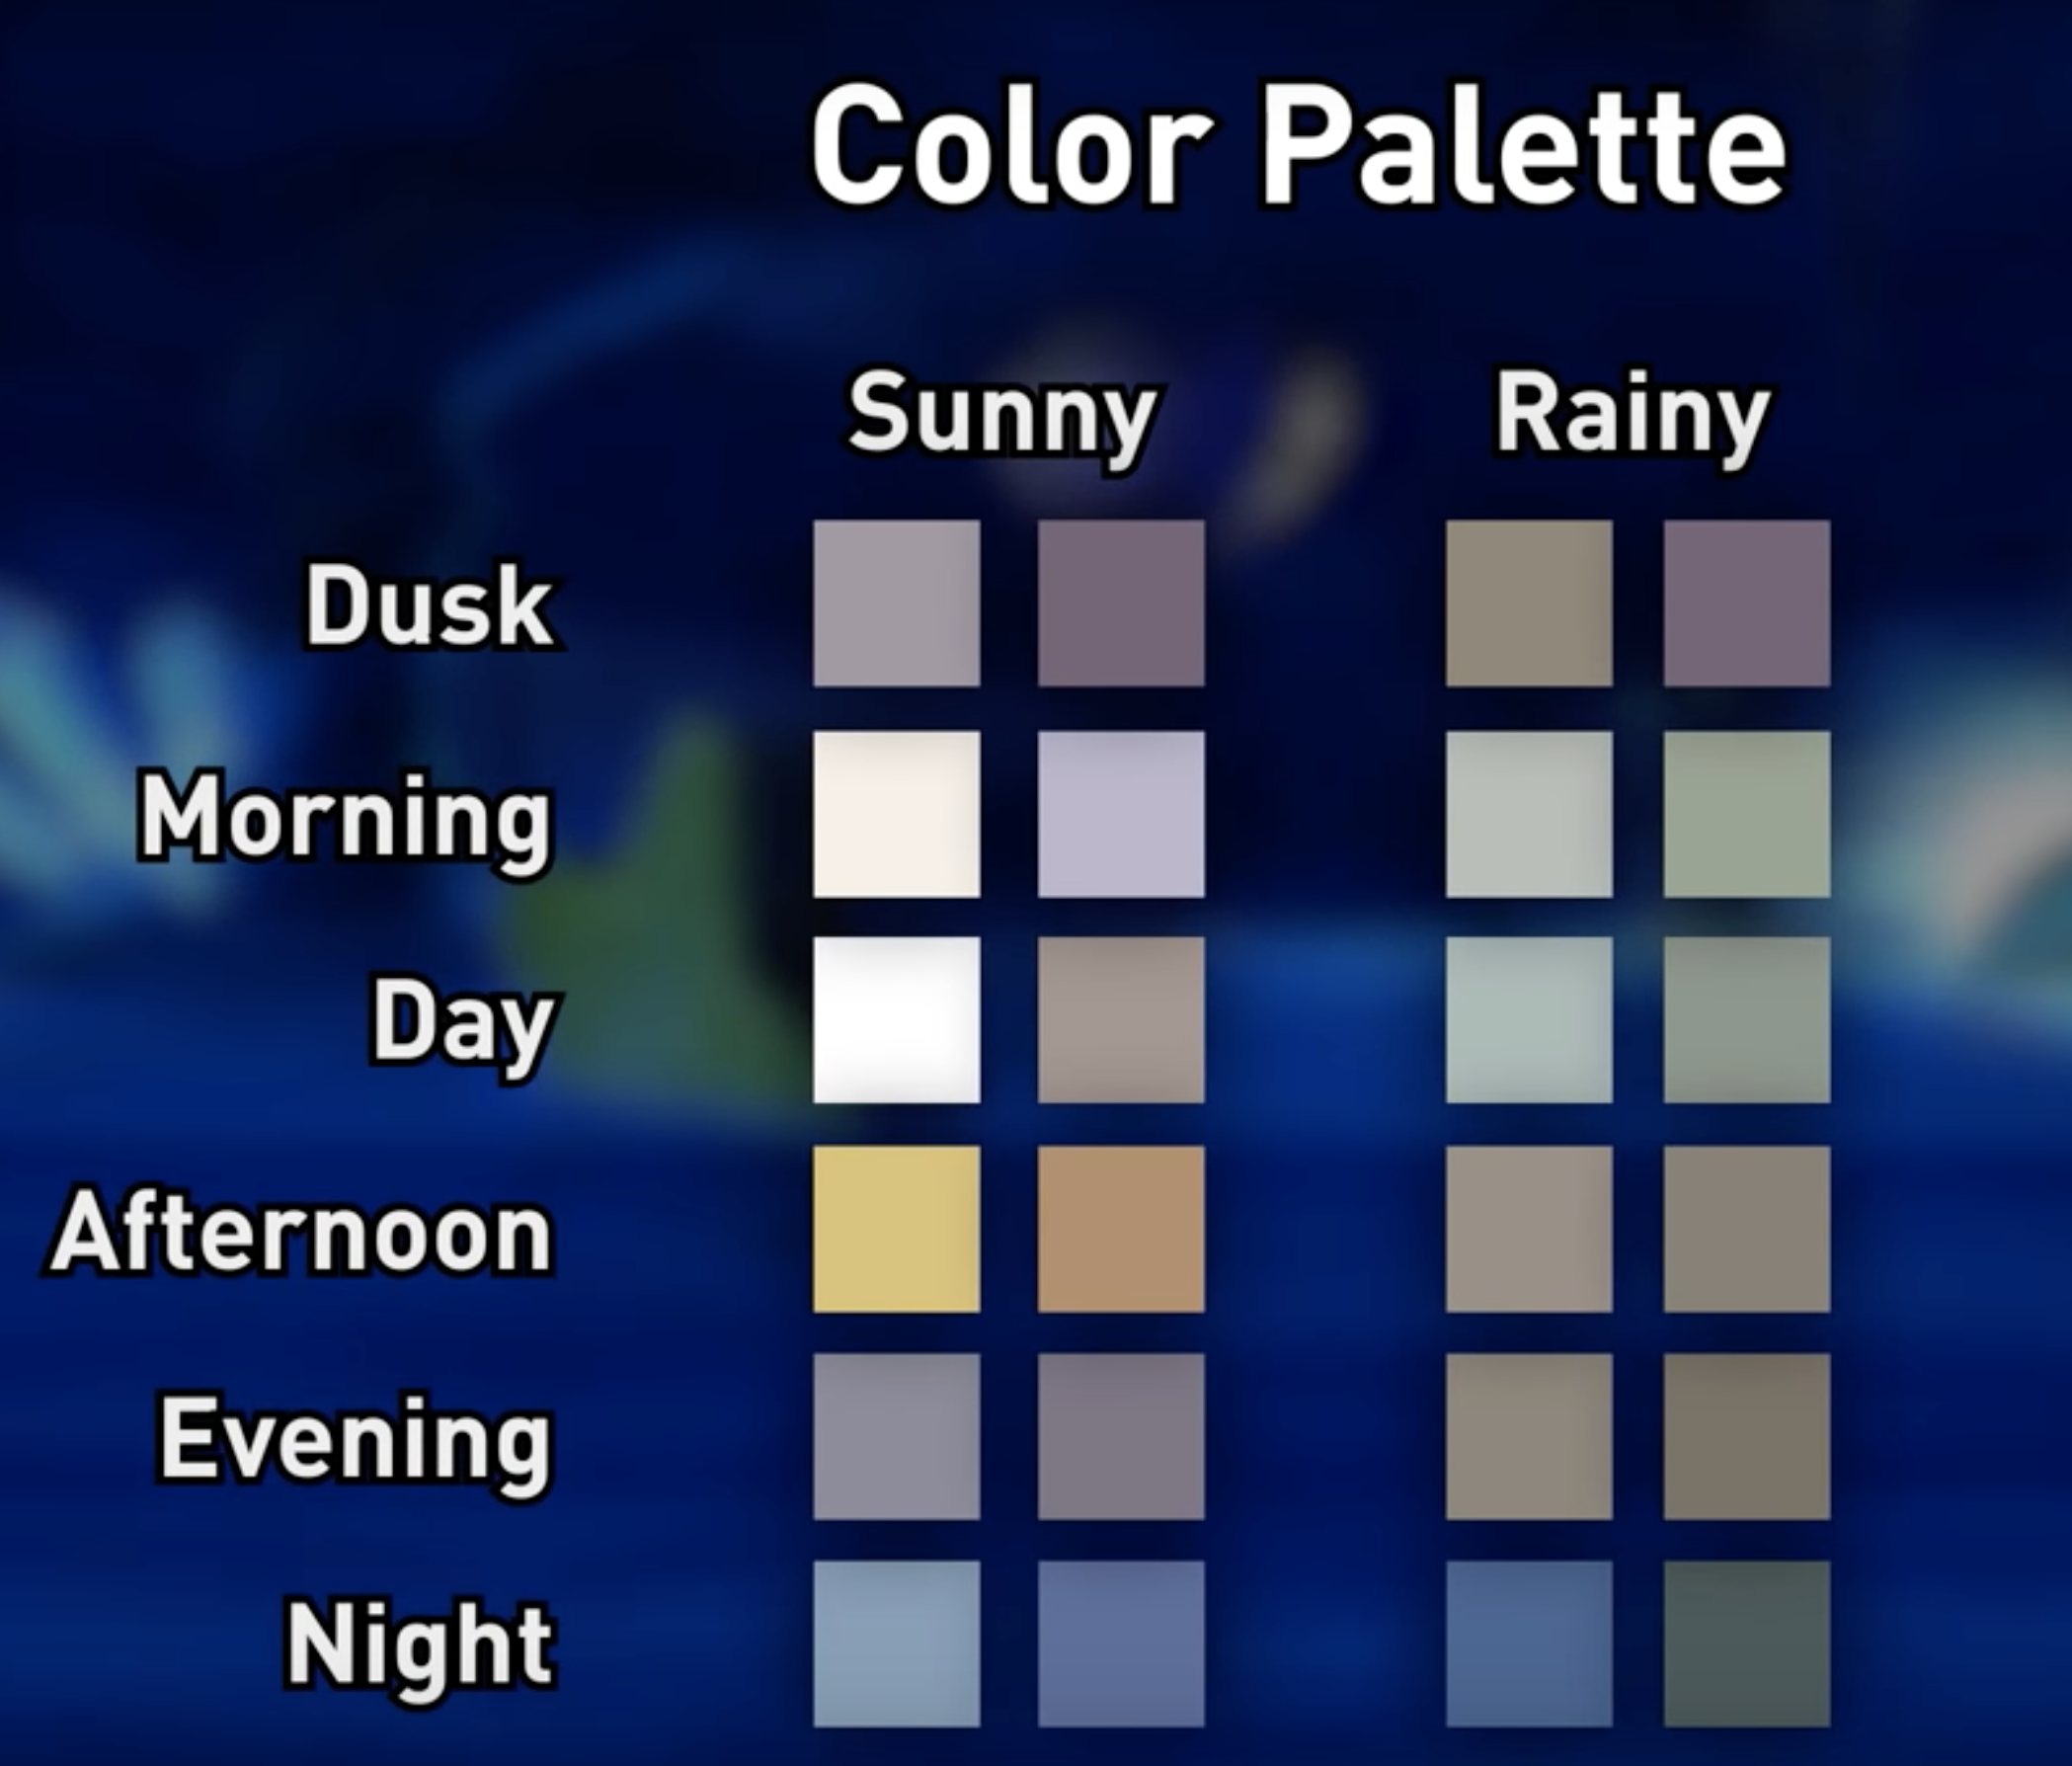 Color Palette
Sunny Rainy
Dusk
Morning
Day
Afternoon
Evening
Night